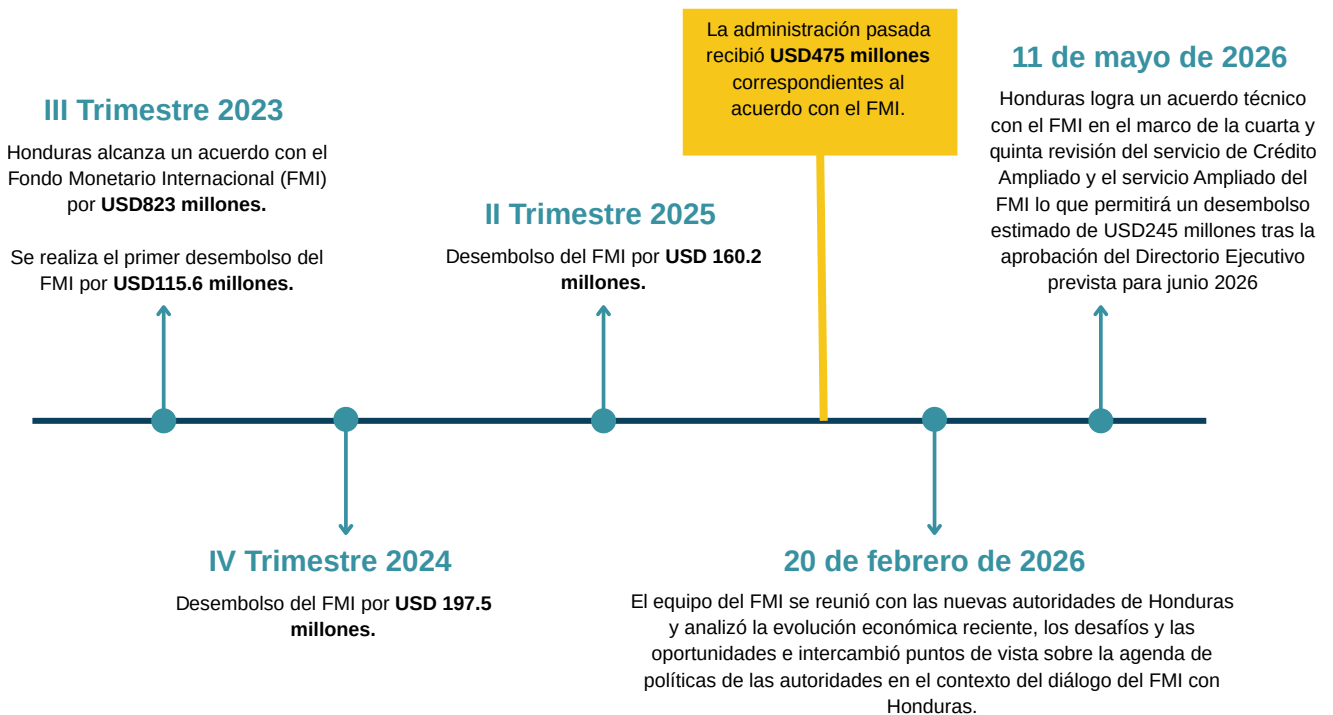 III Trimestre 2023
Honduras alcanza un acuerdo con el
Fondo Monetario Internacional (FMI)
por USD823 millones.
Se realiza el primer desembolso del
FMI por USD115.6 millones.
IV Trimestre 2024
Desembolso del FMI por USD 197.5
millones.
II Trimestre 2025
Desembolso del FMI por USD 160.2
millones.
La administración pasada
recibió USD475 millones
correspondientes al
acuerdo con el FMI.
20 de febrero de 2026
El equipo del FMI se reunió con las nuevas autoridades de Honduras
y analizó la evolución económica reciente, los desafíos y las
oportunidades e intercambió puntos de vista sobre la agenda de
políticas de las autoridades en el contexto del diálogo del FMI con
Honduras.
11 de mayo de 2026
Honduras logra un acuerdo técnico
con el FMI en el marco de la cuarta y
quinta revisión del servicio de Crédito
Ampliado y el servicio Ampliado del
FMI lo que permitirá un desembolso
estimado de USD245 millones tras la
aprobación del Directorio Ejecutivo
prevista para junio 2026